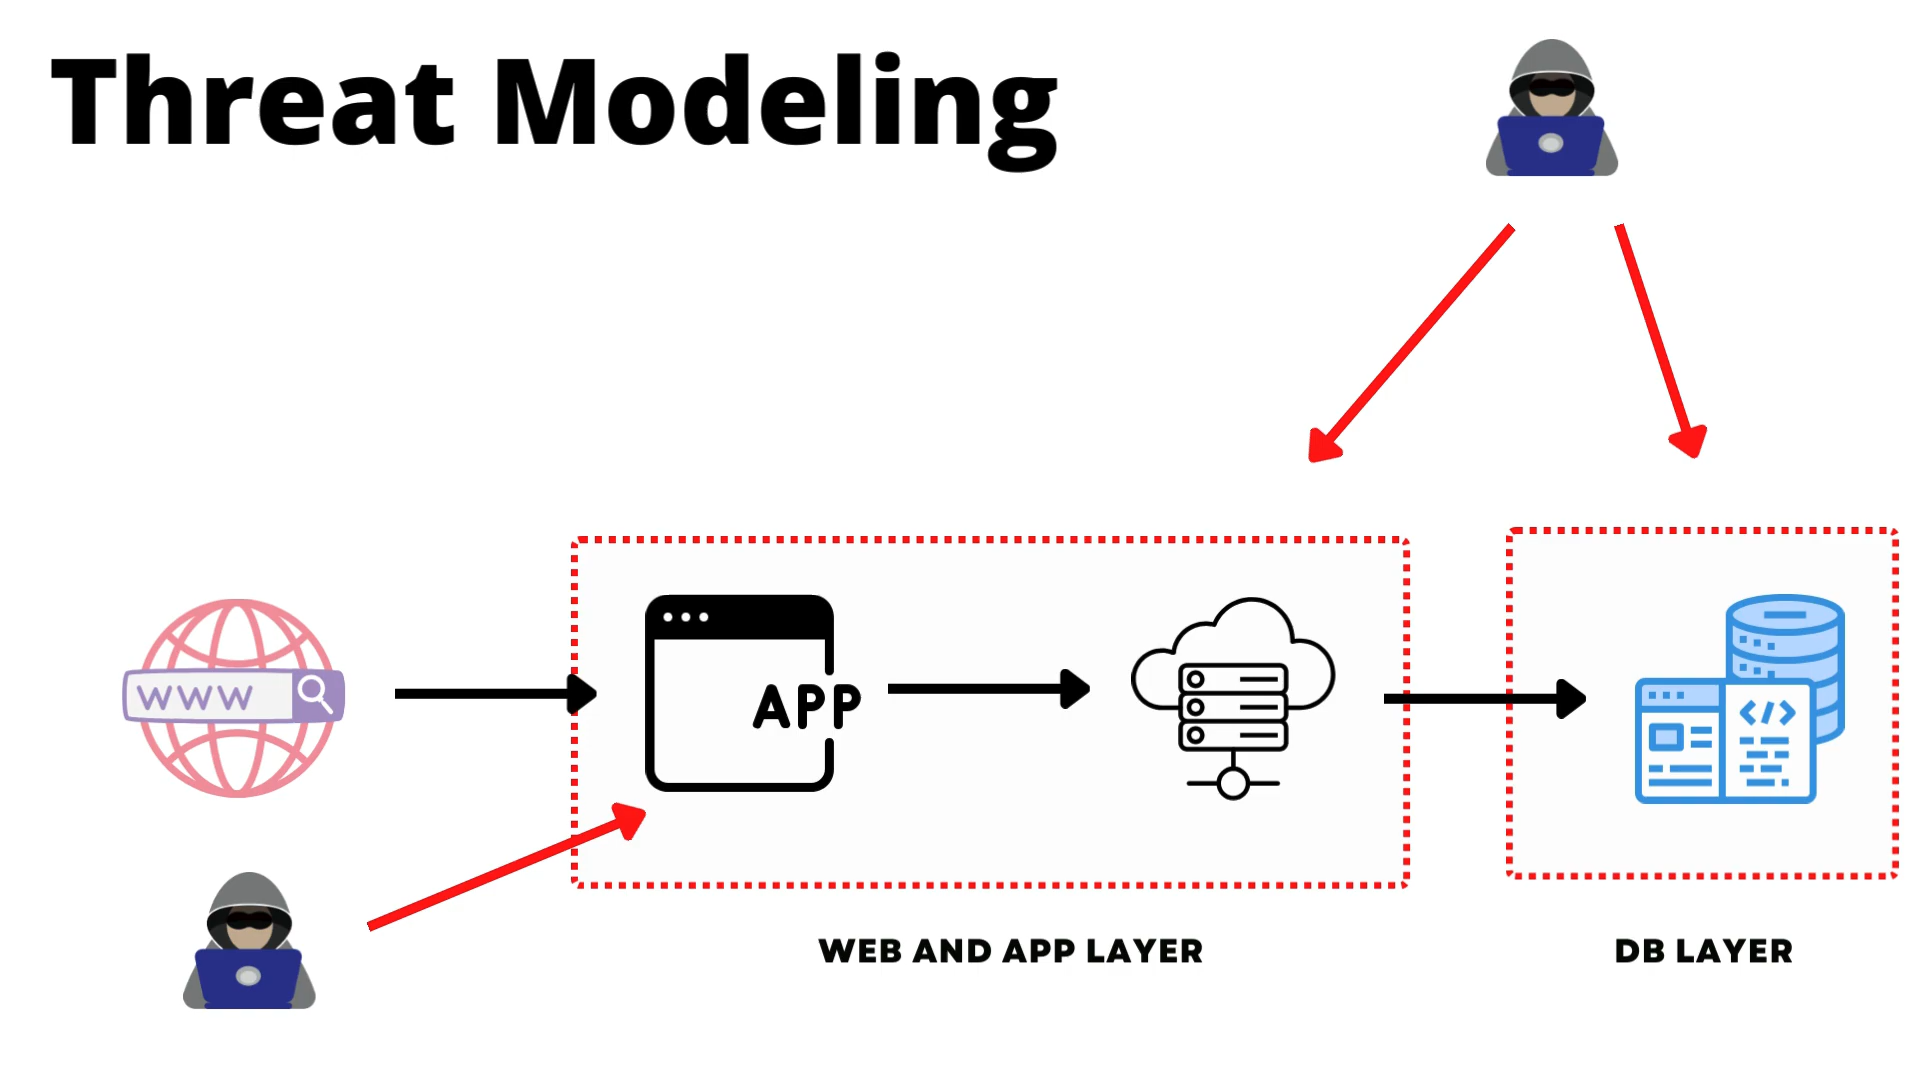 Threat Modeling
WWW
APP
</>
WEB AND APP LAYER
DB LAYER